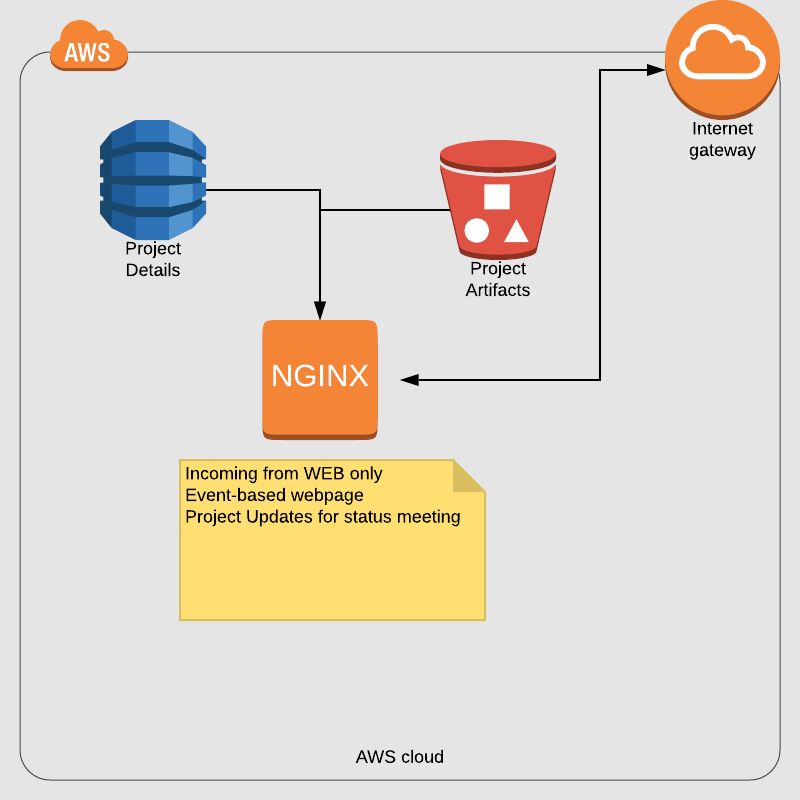 AWS
Internet
gateway
Project
Details
Project
Artifacts
NGINX
Incoming from WEB only
Event-based webpage
Project Updates for status meeting
AWS cloud